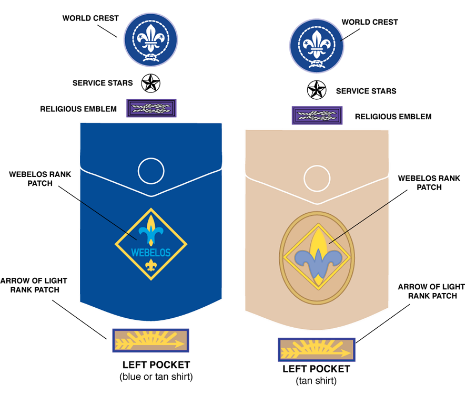 WORLD CREST
SERVICE STARS
RELIGIOUS EMBLEM
WEBELOS RANK
PATCH
WEBELOS
ARROW OF LIGHT
RANK PATCH
LEFT POCKET
(blue or tan shirt)
WORLD CREST
SERVICE STARS
RELIGIOUS EMBLEM
WEBELOS RANK
PATCH
ARROW OF LIGHT
RANK PATCH
LEFT POCKET
(tan shirt)